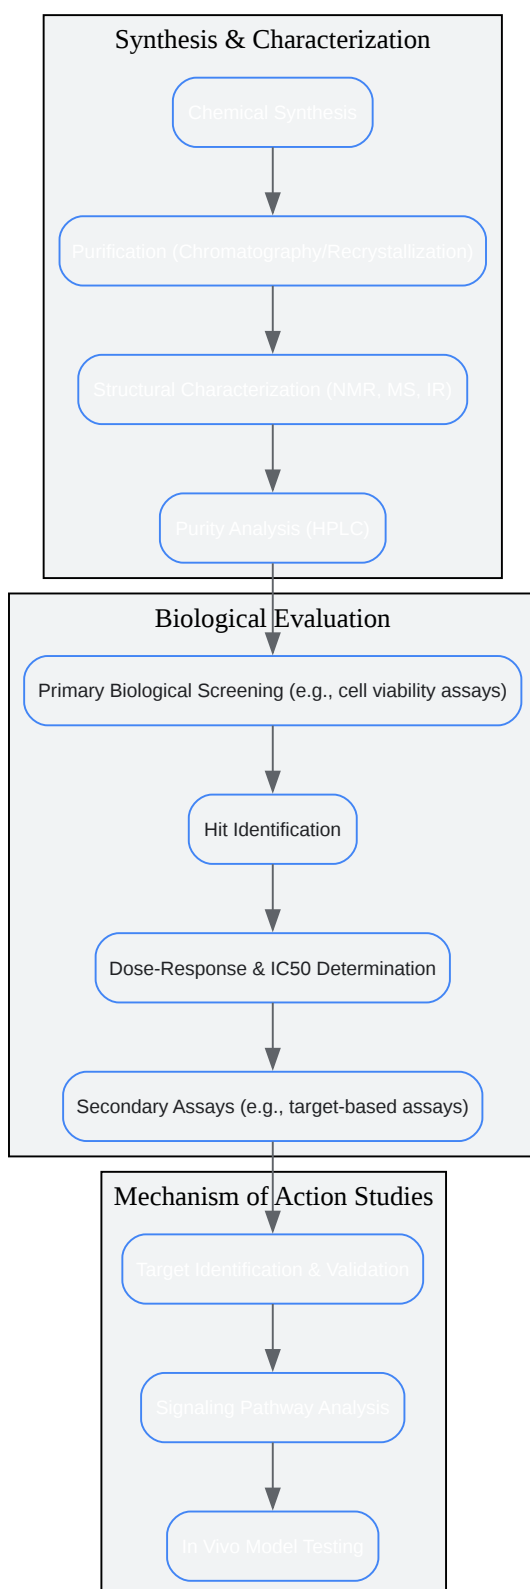 Synthesis & Characterization
Chemical Synthesis
Purification (Chromatography/Recrystallization)
Structural Characterization (NMR, MS, IR)
Purity Analysis (HPLC)
Biological Evaluation
Primary Biological Screening (e.g., cell viability assays)
Hit Identification
Dose-Response & IC50 Determination
Secondary Assays (e.g., target-based assays)
Mechanism of Action Studies
Target Identification & Validation
Signaling Pathway Analysis
In Vivo Model Testing